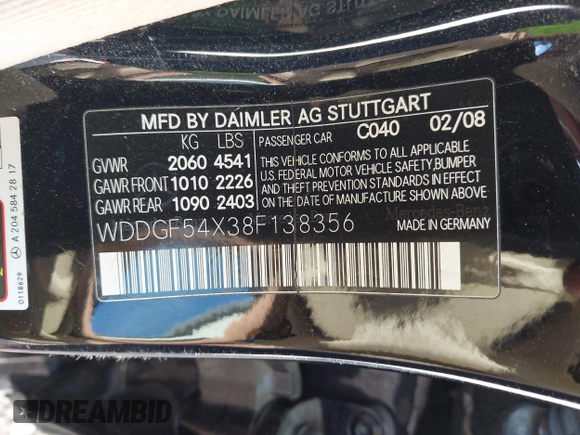 MFD BY DAIMLER AG STUTTGART
KG LBS PASSENGER CAR C040 02/08
GVWR 2060 4541
GAWR FRONT 1010 2226
GAWR REAR 1090 2403
THIS VEHICLE CONFORMS TO ALL APPLICABLE
U.S. FEDERAL MOTOR VEHICLE SAFETY, BUMPER
AND THEFT PREVENTION STANDARDS IN EFFECT
ON THE DATE OF MANUFACTURE SHOWN ABOVE
WDDGF54X38F138356
Mercedes-Benz
MADE IN GERMANY
A 204 584 28 17
0118629
DREAMBID